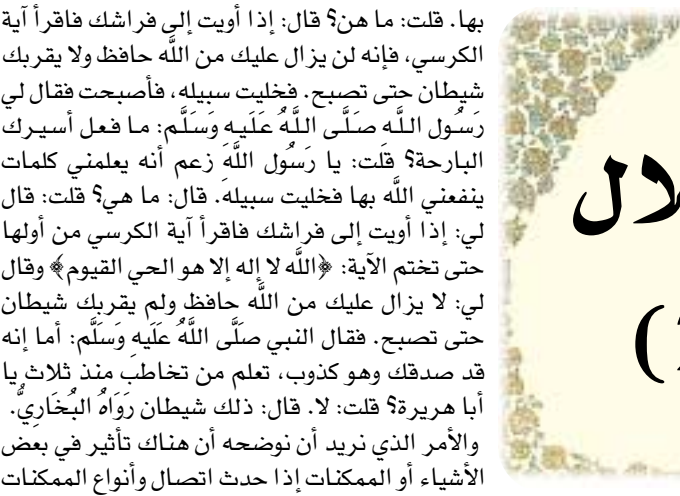 بها. قلت: ما هن؟ قال: إذا أويت إلى فراشك فاقرأ آية
الكرسي، فإنه لن يزال عليك من اللَّه حافظ ولا يقربك
شيطان حتى تصبح. فخليت سبيله، فأصبحت فقال لي
رَسُول اللَّه صَلَّى اللَّهُ عَلَيه وَسَلَّم: ما فعل أسيرك
البارحة؟ قلت: يا رَسُول اللَّهَ زعم أنه يعلمني كلمات
ينفعني اللَّه بها فخليت سبيله. قال: ما هي؟ قلت: قال
لي: إذا أويت إلى فراشك فاقرأ آية الكرسي من أولها
حتى تختم الآية: ﴿اللَّه لا إله إلا هو الحي القيوم﴾ وقال
لي: لا يزال عليك من اللَّه حافظ ولم يقربك شيطان
حتى تصبح. فقال النبي صَلَّى اللَّهُ عَلَيه وَسَلَّم: أما إنه
قد صدقك وهو كذوب، تعلم من تخاطب منذ ثلاث يا
أبا هريرة؟ قلت: لا. قال: ذلك شيطان رَوَاهُ البُخَارِيُّ.
والأمر الذي نريد أن نوضحه أن هناك تأثير في بعض
الأشياء أو الممكنات إذا حدث اتصال وأنواع الممكنات
لال